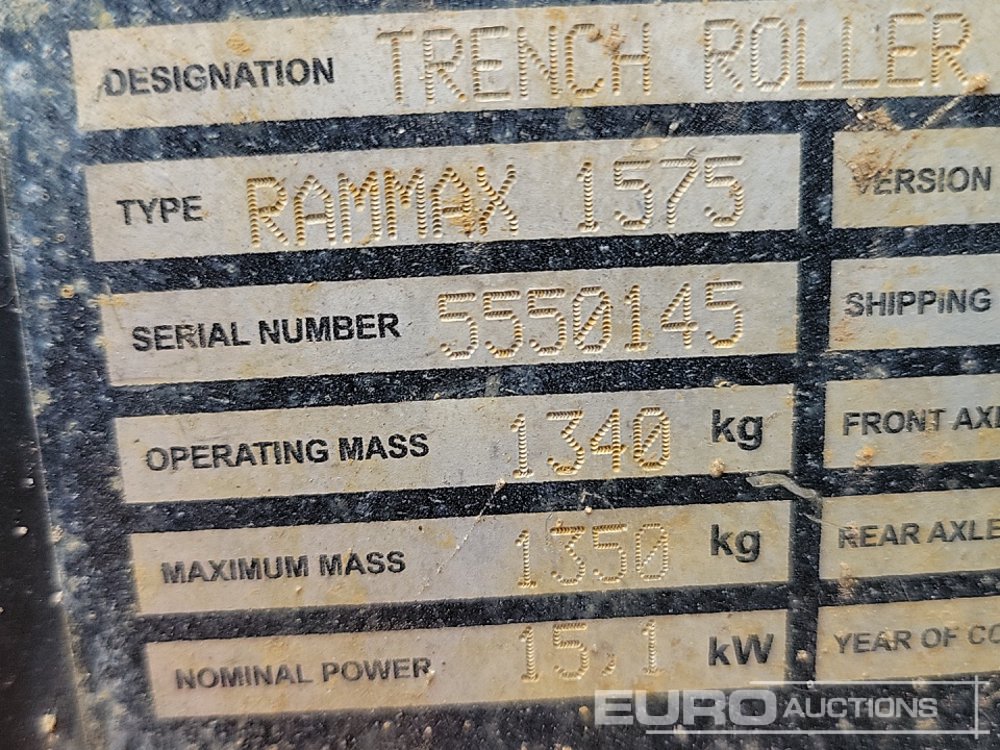 DESIGNATION TRENCH ROLLER
TYPE RAMMAX 1575 VERSION
SERIAL NUMBER 5550145 SHIPPING
OPERATING MASS 1340 kg FRONT AXL
MAXIMUM MASS 1350 kg REAR AXLE
NOMINAL POWER 15.1 kW YEAR OF CO
EURO AUCTIONS